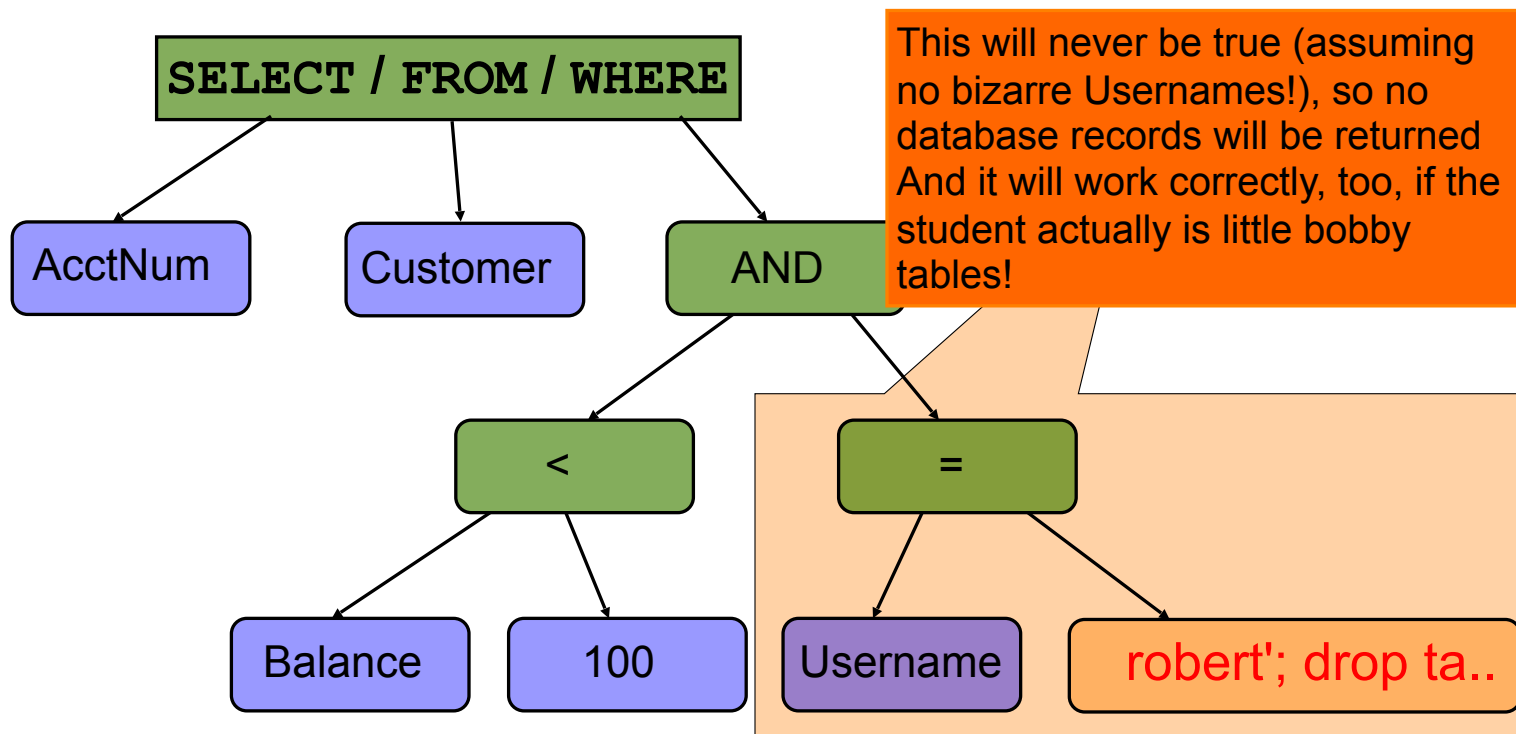 SELECT / FROM / WHERE
This will never be true (assuming
no bizarre Usernames!), so no
database records will be returned
And it will work correctly, too, if the
student actually is little bobby
tables!
AcctNum
Customer
AND
<
=
Balance
100
Username
robert'; drop ta..